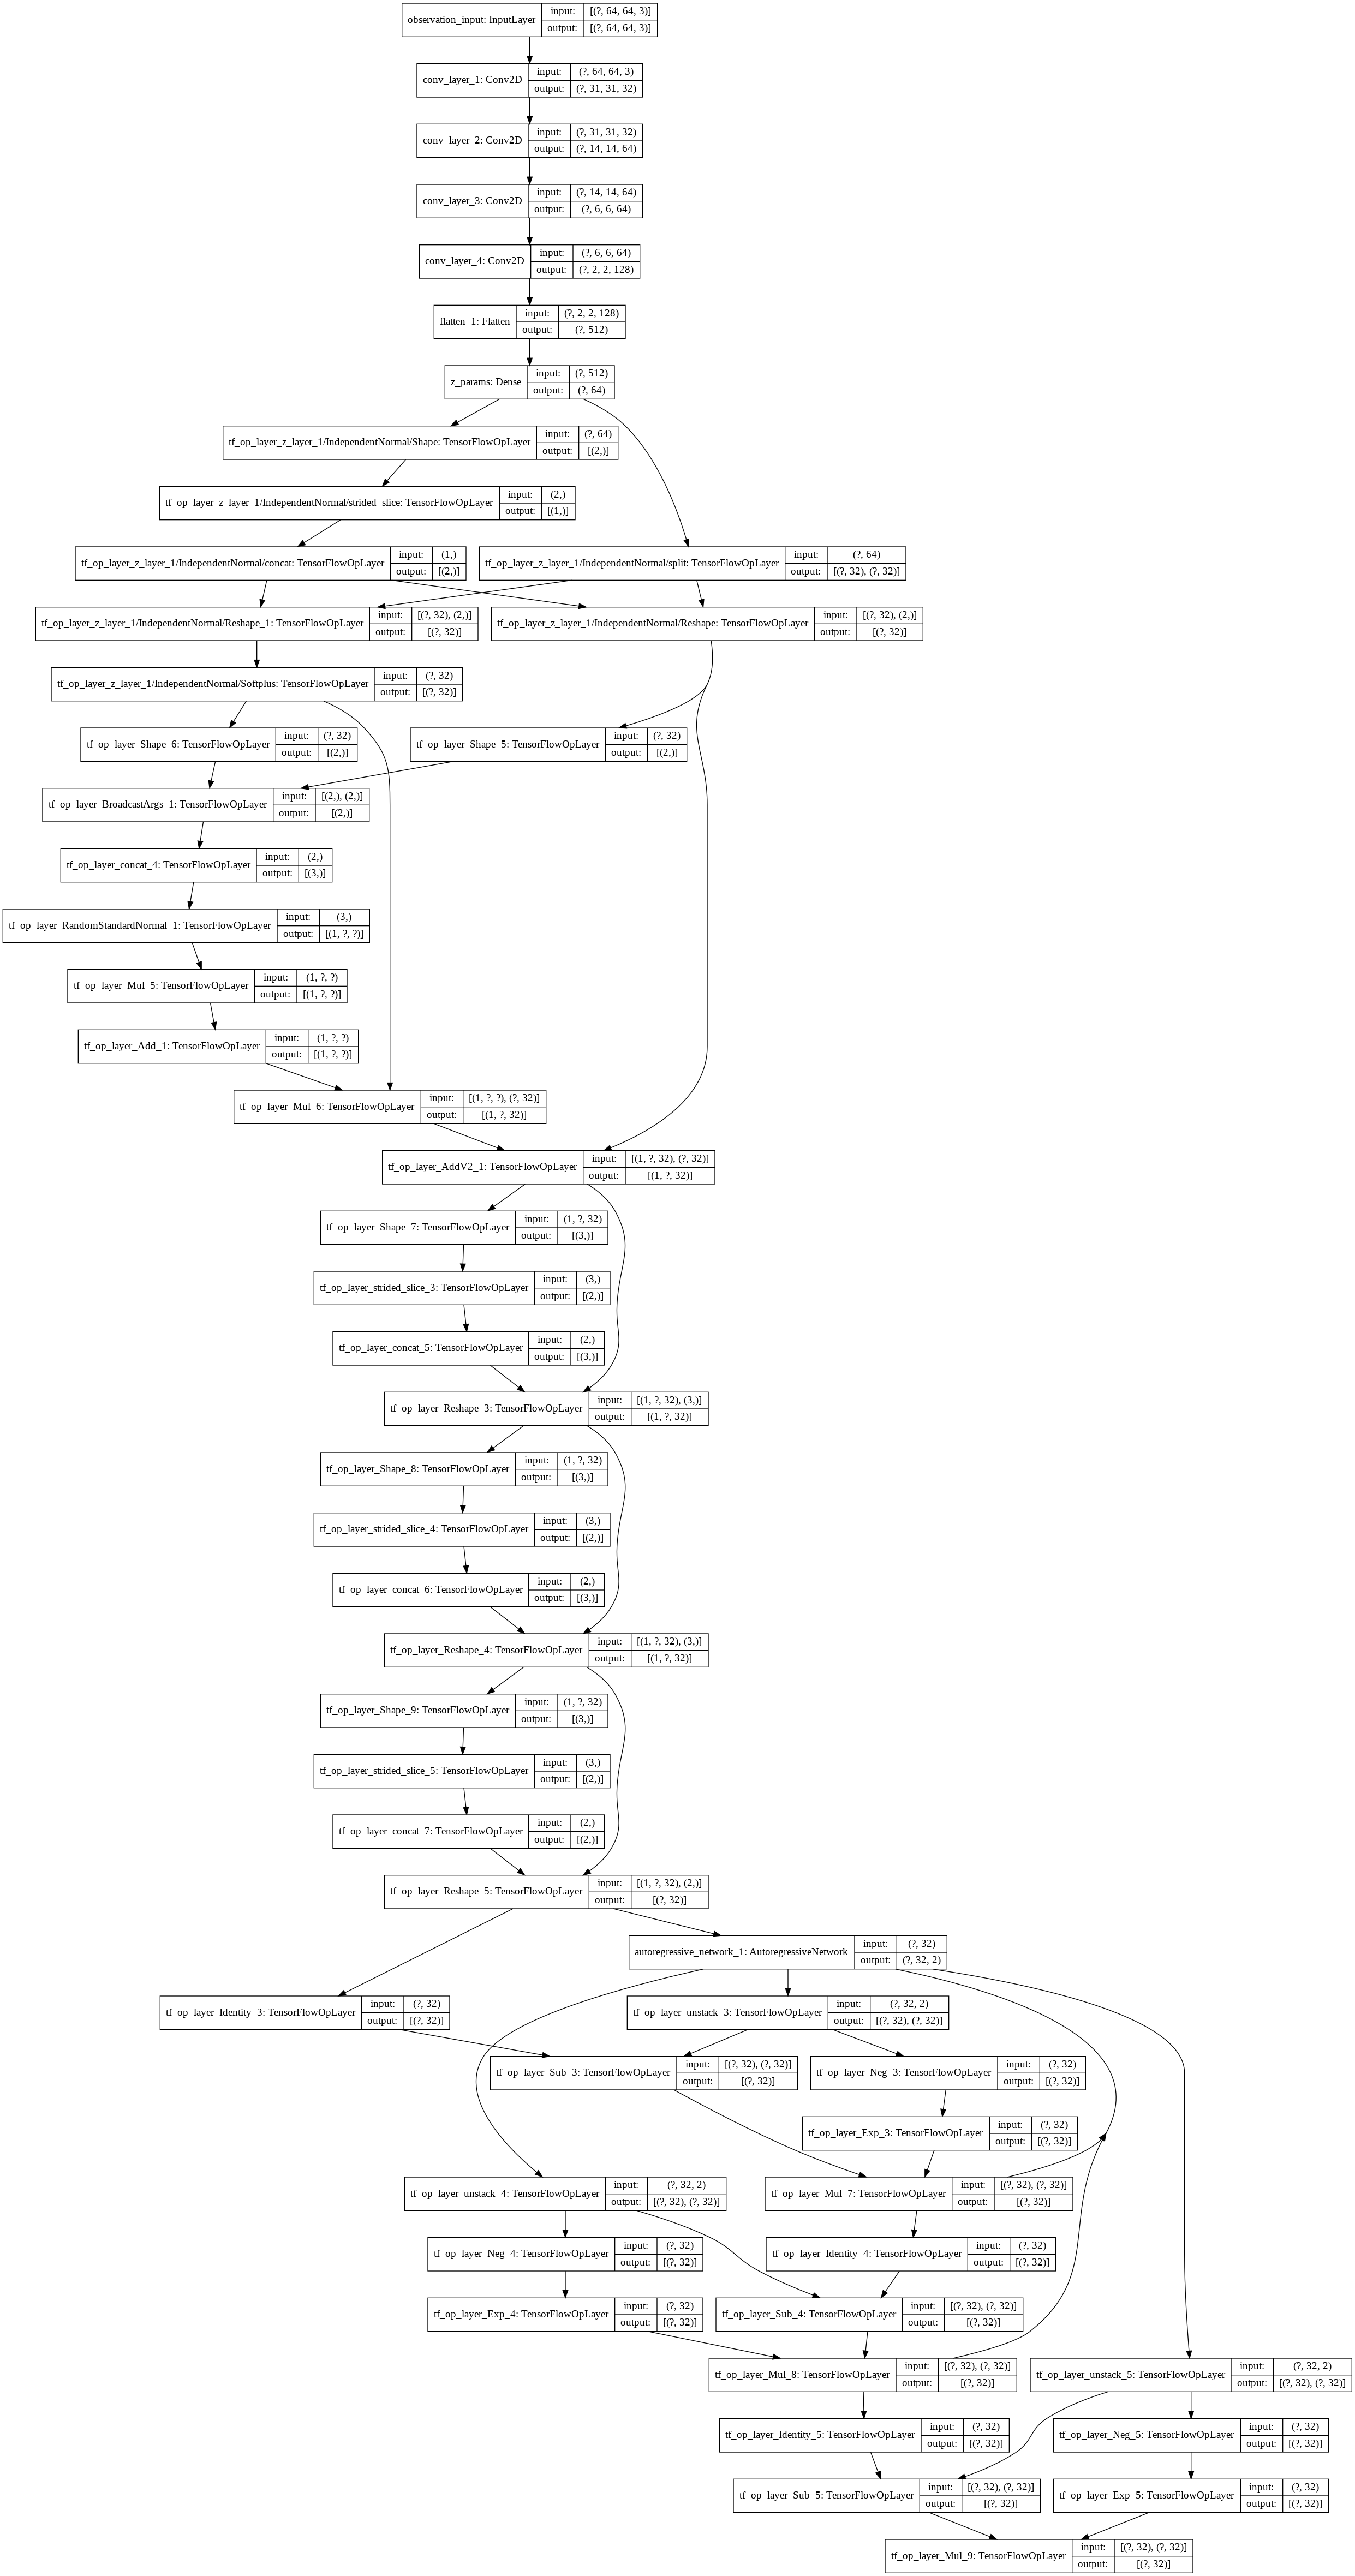 observation_input: InputLayer
input: [(?, 64, 64, 3)]
output: [(?, 64, 64, 3)]
conv_layer_1: Conv2D
input: (?, 64, 64, 3)
output: (?, 31, 31, 32)
conv_layer_2: Conv2D
input: (?, 31, 31, 32)
output: (?, 14, 14, 64)
conv_layer_3: Conv2D
input: (?, 14, 14, 64)
output: (?, 6, 6, 64)
conv_layer_4: Conv2D
input: (?, 6, 6, 64)
output: (?, 2, 2, 128)
flatten_1: Flatten
input: (?, 2, 2, 128)
output: (?, 512)
z_params: Dense
input: (?, 512)
output: (?, 64)
tf_op_layer_z_layer_1/IndependentNormal/Shape: TensorFlowOpLayer
input: (?, 64)
output: [(2,)]
tf_op_layer_z_layer_1/IndependentNormal/strided_slice: TensorFlowOpLayer
input: (2,)
output: [(1,)]
tf_op_layer_z_layer_1/IndependentNormal/concat: TensorFlowOpLayer
input: (1,)
output: [(2,)]
tf_op_layer_z_layer_1/IndependentNormal/split: TensorFlowOpLayer
input: (?, 64)
output: [(?, 32), (?, 32)]
tf_op_layer_z_layer_1/IndependentNormal/Reshape_1: TensorFlowOpLayer
input: [(?, 32), (2,)]
output: [(?, 32)]
tf_op_layer_z_layer_1/IndependentNormal/Reshape: TensorFlowOpLayer
input: [(?, 32), (2,)]
output: [(?, 32)]
tf_op_layer_z_layer_1/IndependentNormal/Softplus: TensorFlowOpLayer
input: (?, 32)
output: [(?, 32)]
tf_op_layer_Shape_6: TensorFlowOpLayer
input: (?, 32)
output: [(2,)]
tf_op_layer_Shape_5: TensorFlowOpLayer
input: (?, 32)
output: [(2,)]
tf_op_layer_BroadcastArgs_1: TensorFlowOpLayer
input: [(2,), (2,)]
output: [(2,)]
tf_op_layer_concat_4: TensorFlowOpLayer
input: (2,)
output: [(3,)]
tf_op_layer_RandomStandardNormal_1: TensorFlowOpLayer
input: (3,)
output: [(1, ?, ?)]
tf_op_layer_Mul_5: TensorFlowOpLayer
input: (1, ?, ?)
output: [(1, ?, ?)]
tf_op_layer_Add_1: TensorFlowOpLayer
input: (1, ?, ?)
output: [(1, ?, ?)]
tf_op_layer_Mul_6: TensorFlowOpLayer
input: [(1, ?, ?), (?, 32)]
output: [(1, ?, 32)]
tf_op_layer_AddV2_1: TensorFlowOpLayer
input: [(1, ?, 32), (?, 32)]
output: [(1, ?, 32)]
tf_op_layer_Shape_7: TensorFlowOpLayer
input: (1, ?, 32)
output: [(3,)]
tf_op_layer_strided_slice_3: TensorFlowOpLayer
input: (3,)
output: [(2,)]
tf_op_layer_concat_5: TensorFlowOpLayer
input: (2,)
output: [(3,)]
tf_op_layer_Reshape_3: TensorFlowOpLayer
input: [(1, ?, 32), (3,)]
output: [(1, ?, 32)]
tf_op_layer_Shape_8: TensorFlowOpLayer
input: (1, ?, 32)
output: [(3,)]
tf_op_layer_strided_slice_4: TensorFlowOpLayer
input: (3,)
output: [(2,)]
tf_op_layer_concat_6: TensorFlowOpLayer
input: (2,)
output: [(3,)]
tf_op_layer_Reshape_4: TensorFlowOpLayer
input: [(1, ?, 32), (3,)]
output: [(1, ?, 32)]
tf_op_layer_Shape_9: TensorFlowOpLayer
input: (1, ?, 32)
output: [(3,)]
tf_op_layer_strided_slice_5: TensorFlowOpLayer
input: (3,)
output: [(2,)]
tf_op_layer_concat_7: TensorFlowOpLayer
input: (2,)
output: [(2,)]
tf_op_layer_Reshape_5: TensorFlowOpLayer
input: [(1, ?, 32), (2,)]
output: [(?, 32)]
autoregressive_network_1: AutoregressiveNetwork
input: (?, 32)
output: (?, 32, 2)
tf_op_layer_Identity_3: TensorFlowOpLayer
input: (?, 32)
output: [(?, 32)]
tf_op_layer_unstack_3: TensorFlowOpLayer
input: (?, 32, 2)
output: [(?, 32), (?, 32)]
tf_op_layer_Sub_3: TensorFlowOpLayer
input: [(?, 32), (?, 32)]
output: [(?, 32)]
tf_op_layer_Neg_3: TensorFlowOpLayer
input: (?, 32)
output: [(?, 32)]
tf_op_layer_Exp_3: TensorFlowOpLayer
input: (?, 32)
output: [(?, 32)]
tf_op_layer_unstack_4: TensorFlowOpLayer
input: (?, 32, 2)
output: [(?, 32), (?, 32)]
tf_op_layer_Mul_7: TensorFlowOpLayer
input: [(?, 32), (?, 32)]
output: [(?, 32)]
tf_op_layer_Neg_4: TensorFlowOpLayer
input: (?, 32)
output: [(?, 32)]
tf_op_layer_Identity_4: TensorFlowOpLayer
input: (?, 32)
output: [(?, 32)]
tf_op_layer_Exp_4: TensorFlowOpLayer
input: (?, 32)
output: [(?, 32)]
tf_op_layer_Sub_4: TensorFlowOpLayer
input: [(?, 32), (?, 32)]
output: [(?, 32)]
tf_op_layer_Mul_8: TensorFlowOpLayer
input: [(?, 32), (?, 32)]
output: [(?, 32)]
tf_op_layer_unstack_5: TensorFlowOpLayer
input: (?, 32, 2)
output: [(?, 32), (?, 32)]
tf_op_layer_Identity_5: TensorFlowOpLayer
input: (?, 32)
output: [(?, 32)]
tf_op_layer_Neg_5: TensorFlowOpLayer
input: (?, 32)
output: [(?, 32)]
tf_op_layer_Sub_5: TensorFlowOpLayer
input: [(?, 32), (?, 32)]
output: [(?, 32)]
tf_op_layer_Exp_5: TensorFlowOpLayer
input: (?, 32)
output: [(?, 32)]
tf_op_layer_Mul_9: TensorFlowOpLayer
input: [(?, 32), (?, 32)]
output: [(?, 32)]